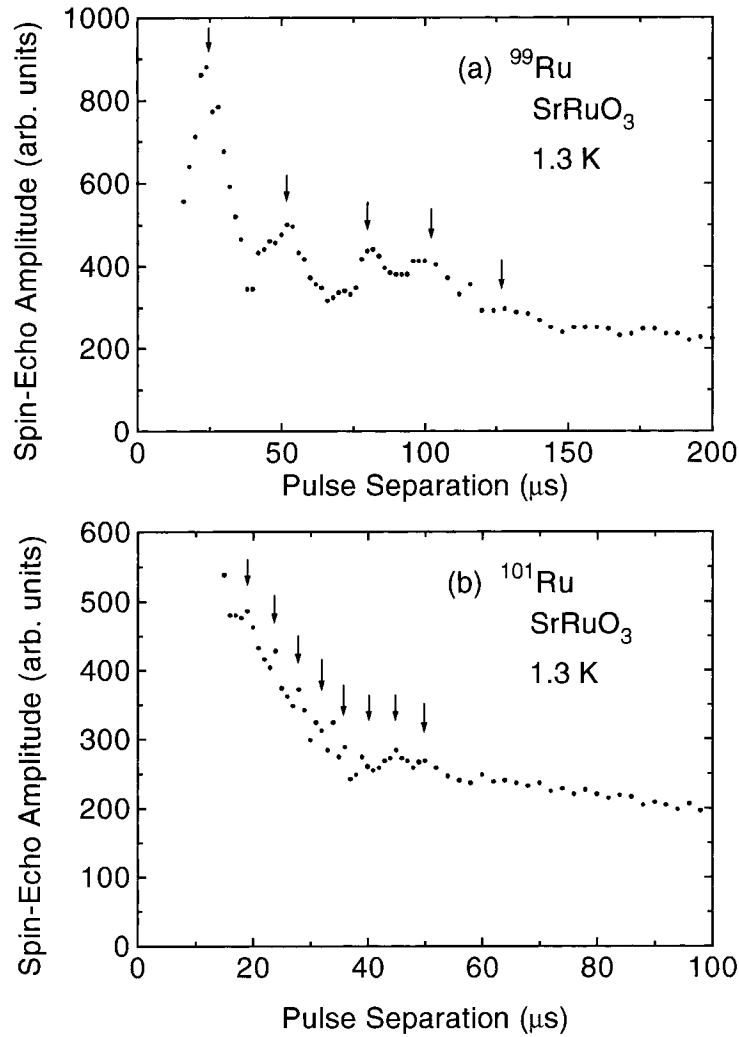 1000
800
600
400
200
0
Spin-Echo Amplitude (arb. units)
(a) ⁹⁹Ru
SrRuO₃
1.3 K
0 50 100 150 200
Pulse Separation (μs)
600
500
400
300
200
100
0
Spin-Echo Amplitude (arb. units)
(b) ¹⁰¹Ru
SrRuO₃
1.3 K
0 20 40 60 80 100
Pulse Separation (μs)